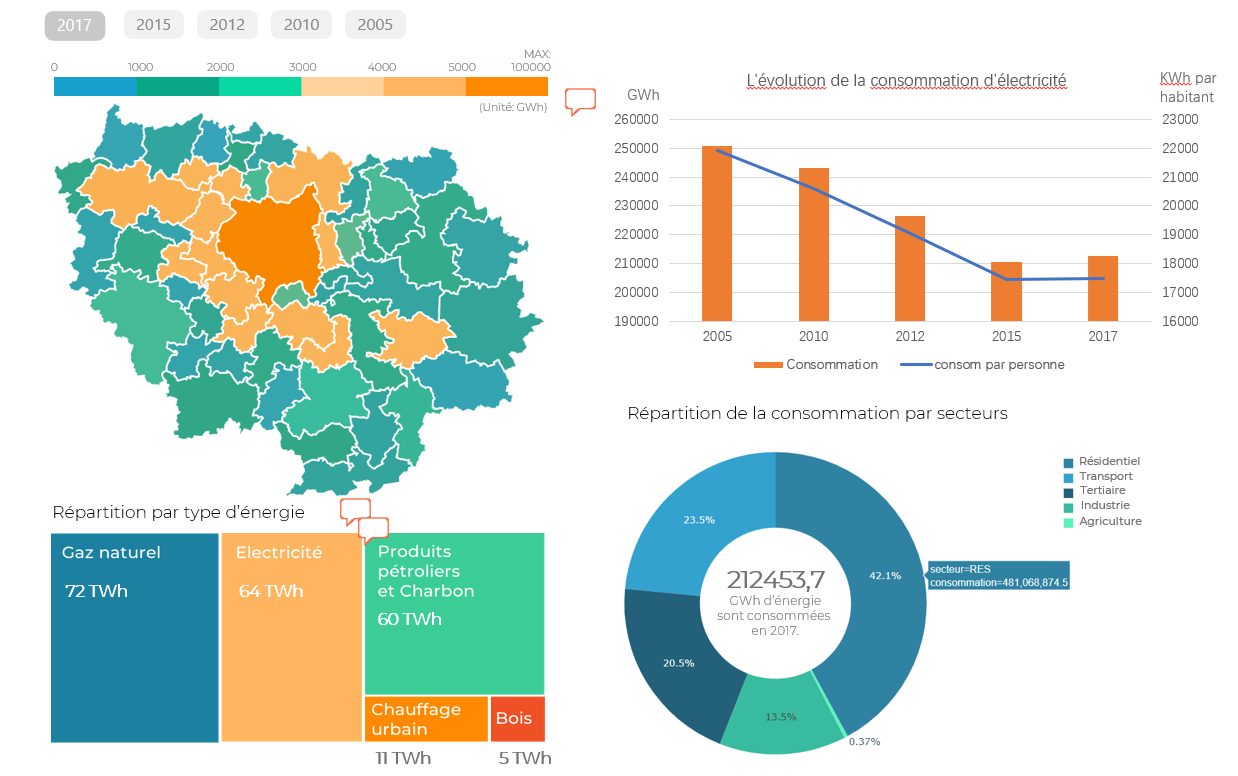 2017 2015 2012 2010 2005
MAX:
0 1000 2000 3000 4000 5000 100000
(Unité: GWh)
L'évolution de la consommation d'électricité
GWh
KWh par
habitant
260000
250000
240000
230000
220000
210000
200000
190000
23000
22000
21000
20000
19000
18000
17000
16000
2005 2010 2012 2015 2017
Consommation consom par personne
Répartition de la consommation par secteurs
Résidentiel
Transport
Tertiaire
Industrie
Agriculture
23.5%
42.1%
20.5%
13.5%
0.37%
secteur=RES
consommation=481,068,874.5
212453,7
GWh d'énergie
sont consommées
en 2017.
Répartition par type d'énergie
Gaz naturel
72 TWh
Electricité
64 TWh
Produits
pétroliers
et Charbon
60 TWh
Chauffage
urbain
11 TWh
Bois
5 TWh